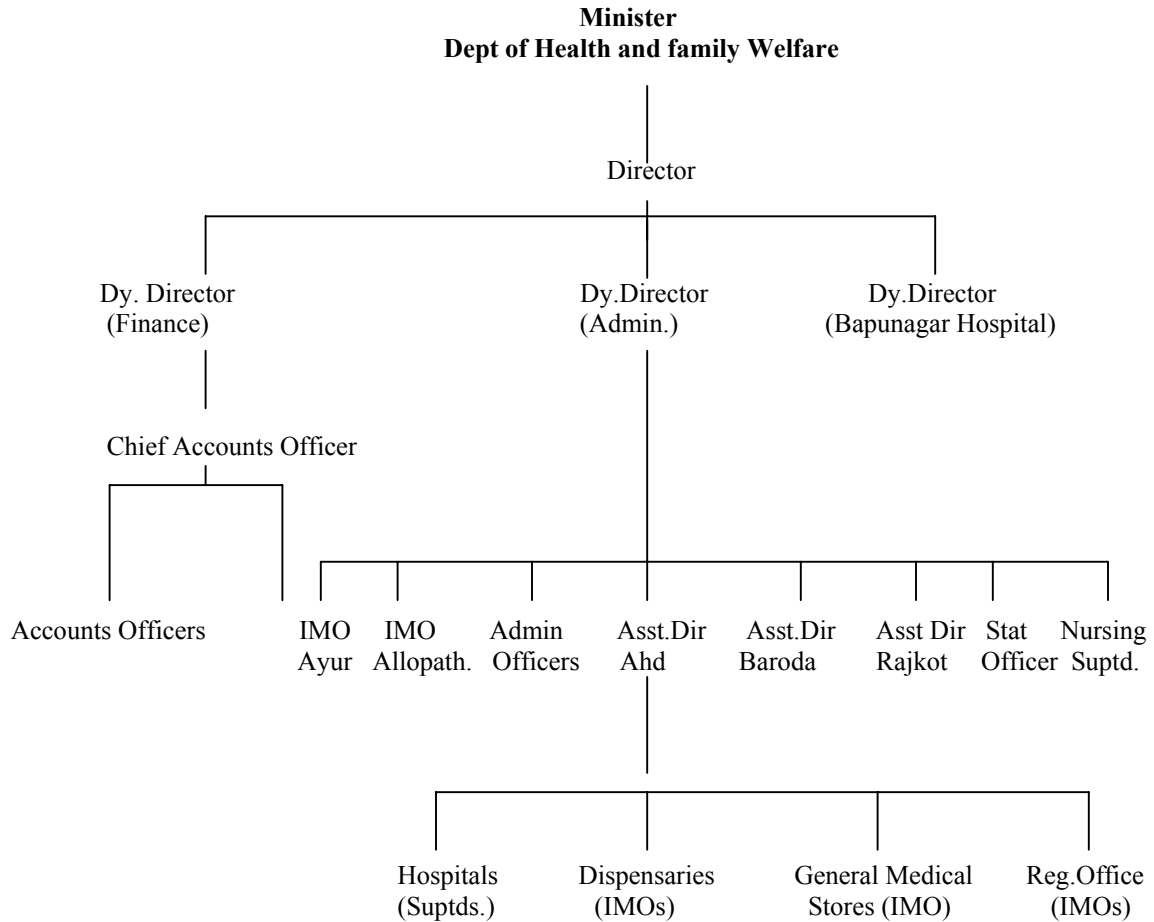 Minister
Dept of Health and family Welfare
Director
Dy. Director
(Finance)
Dy.Director
(Admin.)
Dy.Director
(Bapunagar Hospital)
Chief Accounts Officer
Accounts Officers
IMO
Ayur
IMO
Allopath.
Admin
Officers
Asst.Dir
Ahd
Asst.Dir
Baroda
Asst Dir
Rajkot
Stat
Officer
Nursing
Suptd.
Hospitals
(Suptds.)
Dispensaries
(IMOs)
General Medical
Stores (IMO)
Reg.Office
(IMOs)